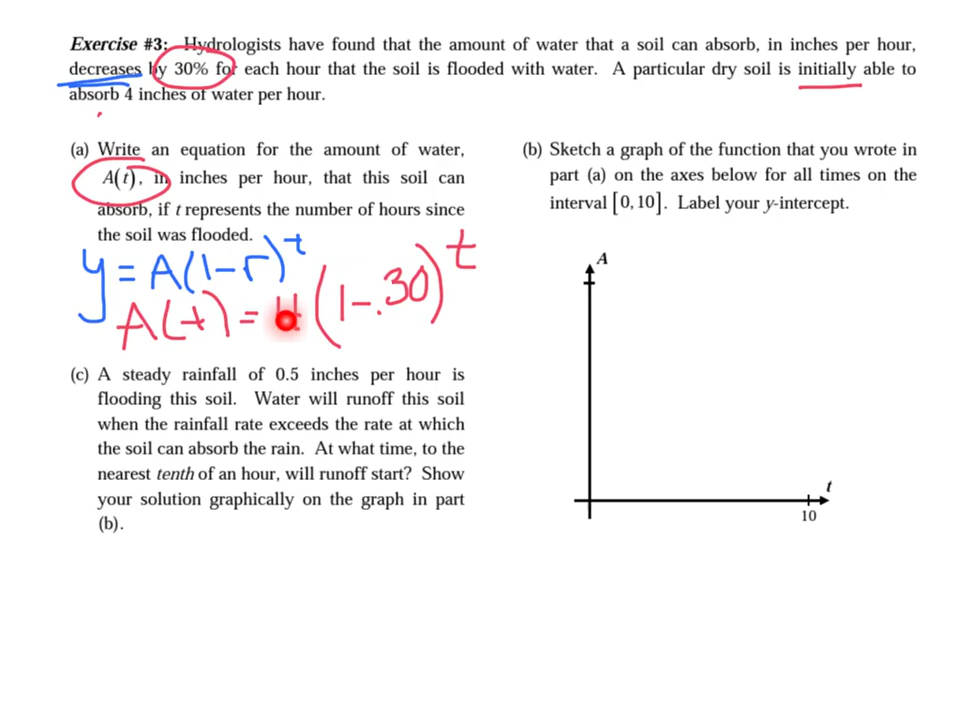 Exercise #3: Hydrologists have found that the amount of water that a soil can absorb, in inches per hour,
decreases by 30% for each hour that the soil is flooded with water. A particular dry soil is initially able to
absorb 4 inches of water per hour.
(a) Write an equation for the amount of water,
A(t), in inches per hour, that this soil can
absorb, if t represents the number of hours since
the soil was flooded.
y = A(1-r)^t
A(t) = 4(1-.30)^t
(c) A steady rainfall of 0.5 inches per hour is
flooding this soil. Water will runoff this soil
when the rainfall rate exceeds the rate at which
the soil can absorb the rain. At what time, to the
nearest tenth of an hour, will runoff start? Show
your solution graphically on the graph in part
(b).
(b) Sketch a graph of the function that you wrote in
part (a) on the axes below for all times on the
interval [0, 10]. Label your y-intercept.
A
t
10